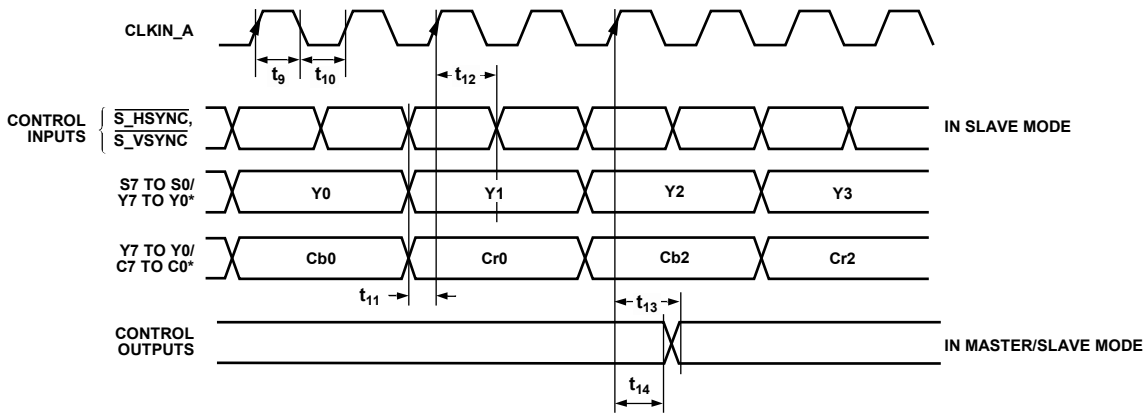 CLKIN_A
t9
t10
t12
CONTROL
INPUTS
S_HSYNC,
S_VSYNC
IN SLAVE MODE
S7 TO S0/
Y7 TO Y0*
Y0
Y1
Y2
Y3
Y7 TO Y0/
C7 TO C0*
Cb0
Cr0
Cb2
Cr2
t11
t13
CONTROL
OUTPUTS
IN MASTER/SLAVE MODE
t14